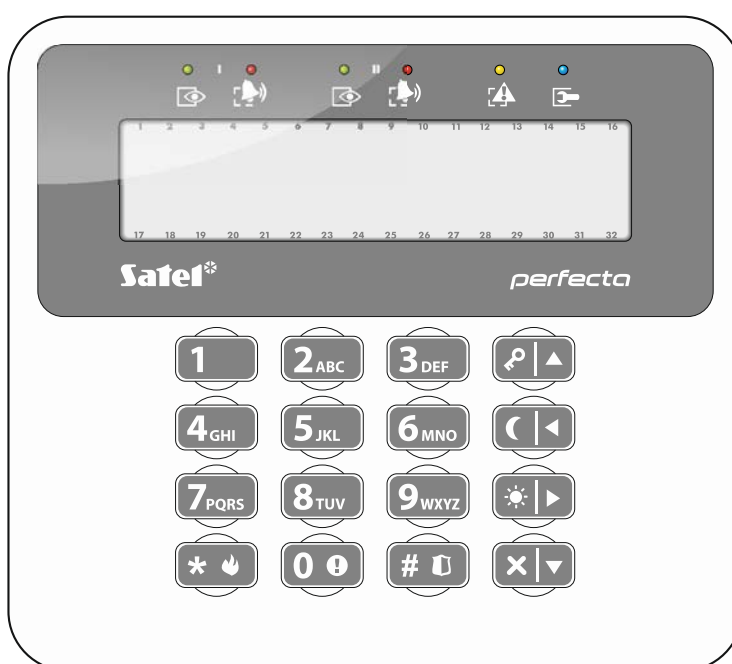 I II
1 2 3 4 5 6 7 8 9 10 11 12 13 14 15 16
17 18 19 20 21 22 23 24 25 26 27 28 29 30 31 32
Satel perfecta
1 2ABC 3DEF
4GHI 5JKL 6MNO
7PQRS 8TUV 9WXYZ
* 0 #